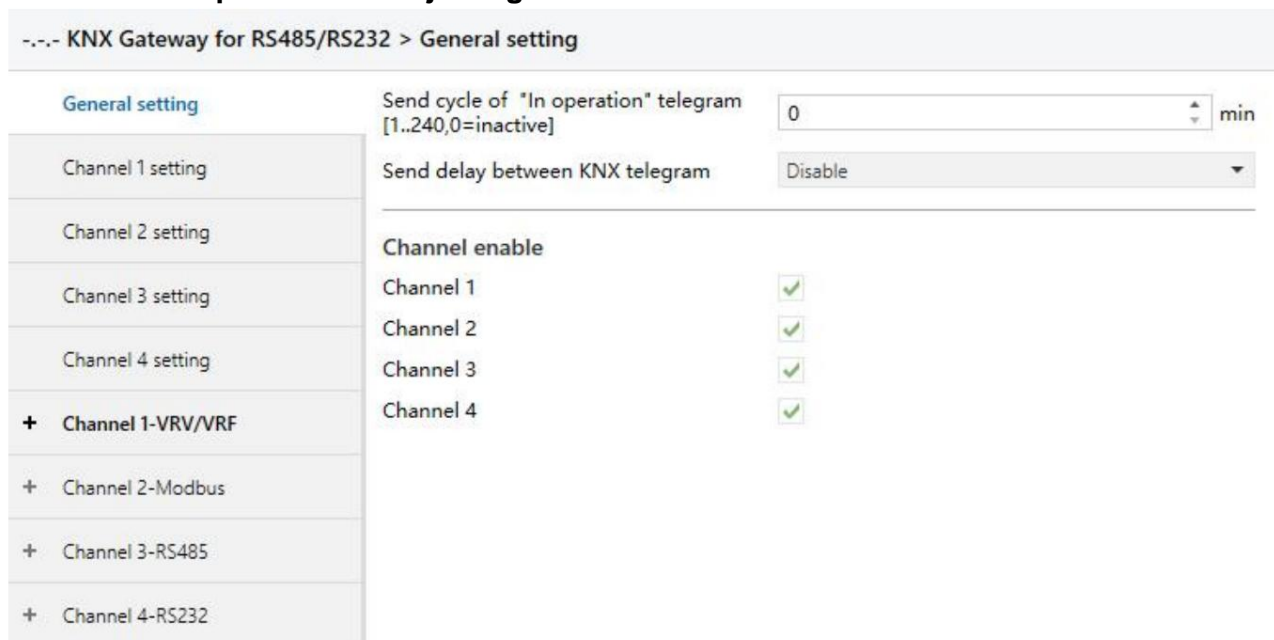 -.-.- KNX Gateway for RS485/RS232 > General setting
General setting
Send cycle of "In operation" telegram
[1..240,0=inactive]
0
min
Channel 1 setting
Send delay between KNX telegram
Disable
Channel 2 setting
Channel enable
Channel 3 setting
Channel 1
Channel 2
Channel 4 setting
Channel 3
Channel 4
+ Channel 1-VRV/VRF
+ Channel 2-Modbus
+ Channel 3-RS485
+ Channel 4-RS232